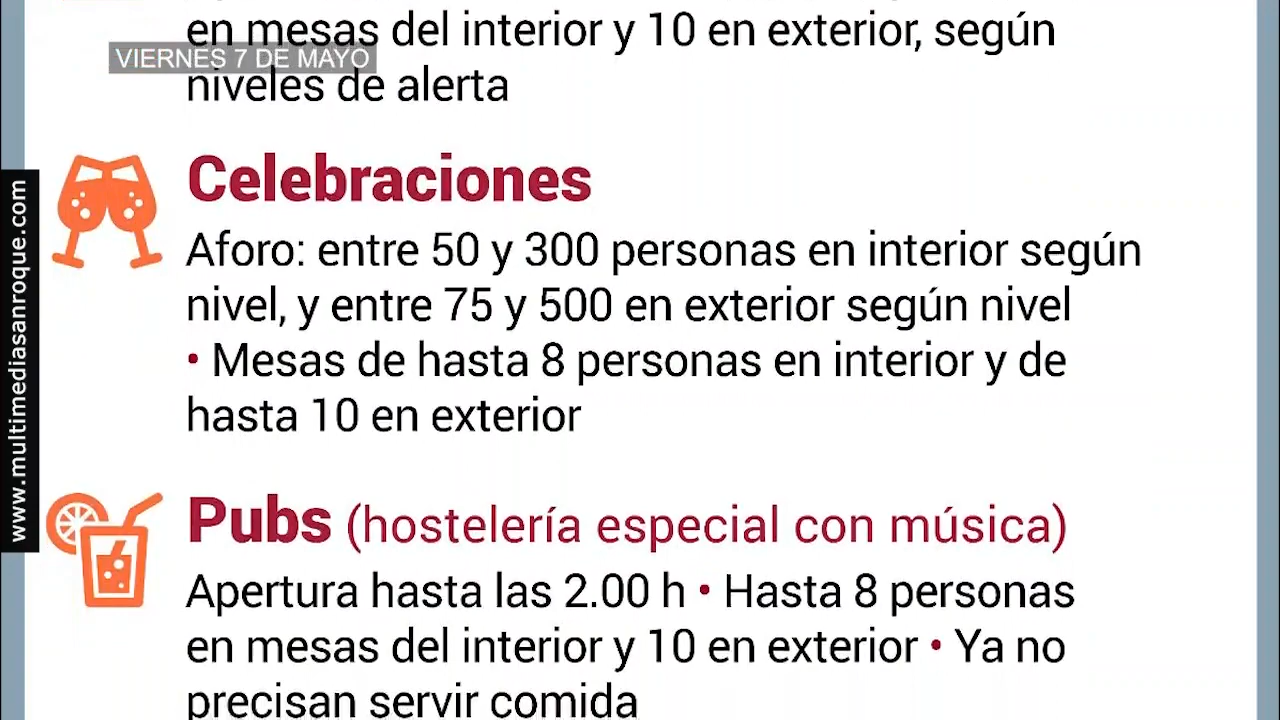 en mesas del interior y 10 en exterior, según
VIERNES 7 DE MAYO
niveles de alerta
Celebraciones
Aforo: entre 50 y 300 personas en interior según
nivel, y entre 75 y 500 en exterior según nivel
• Mesas de hasta 8 personas en interior y de
hasta 10 en exterior
Pubs (hostelería especial con música)
Apertura hasta las 2.00 h • Hasta 8 personas
en mesas del interior y 10 en exterior • Ya no
precisan servir comida
www.multimediasanroque.com